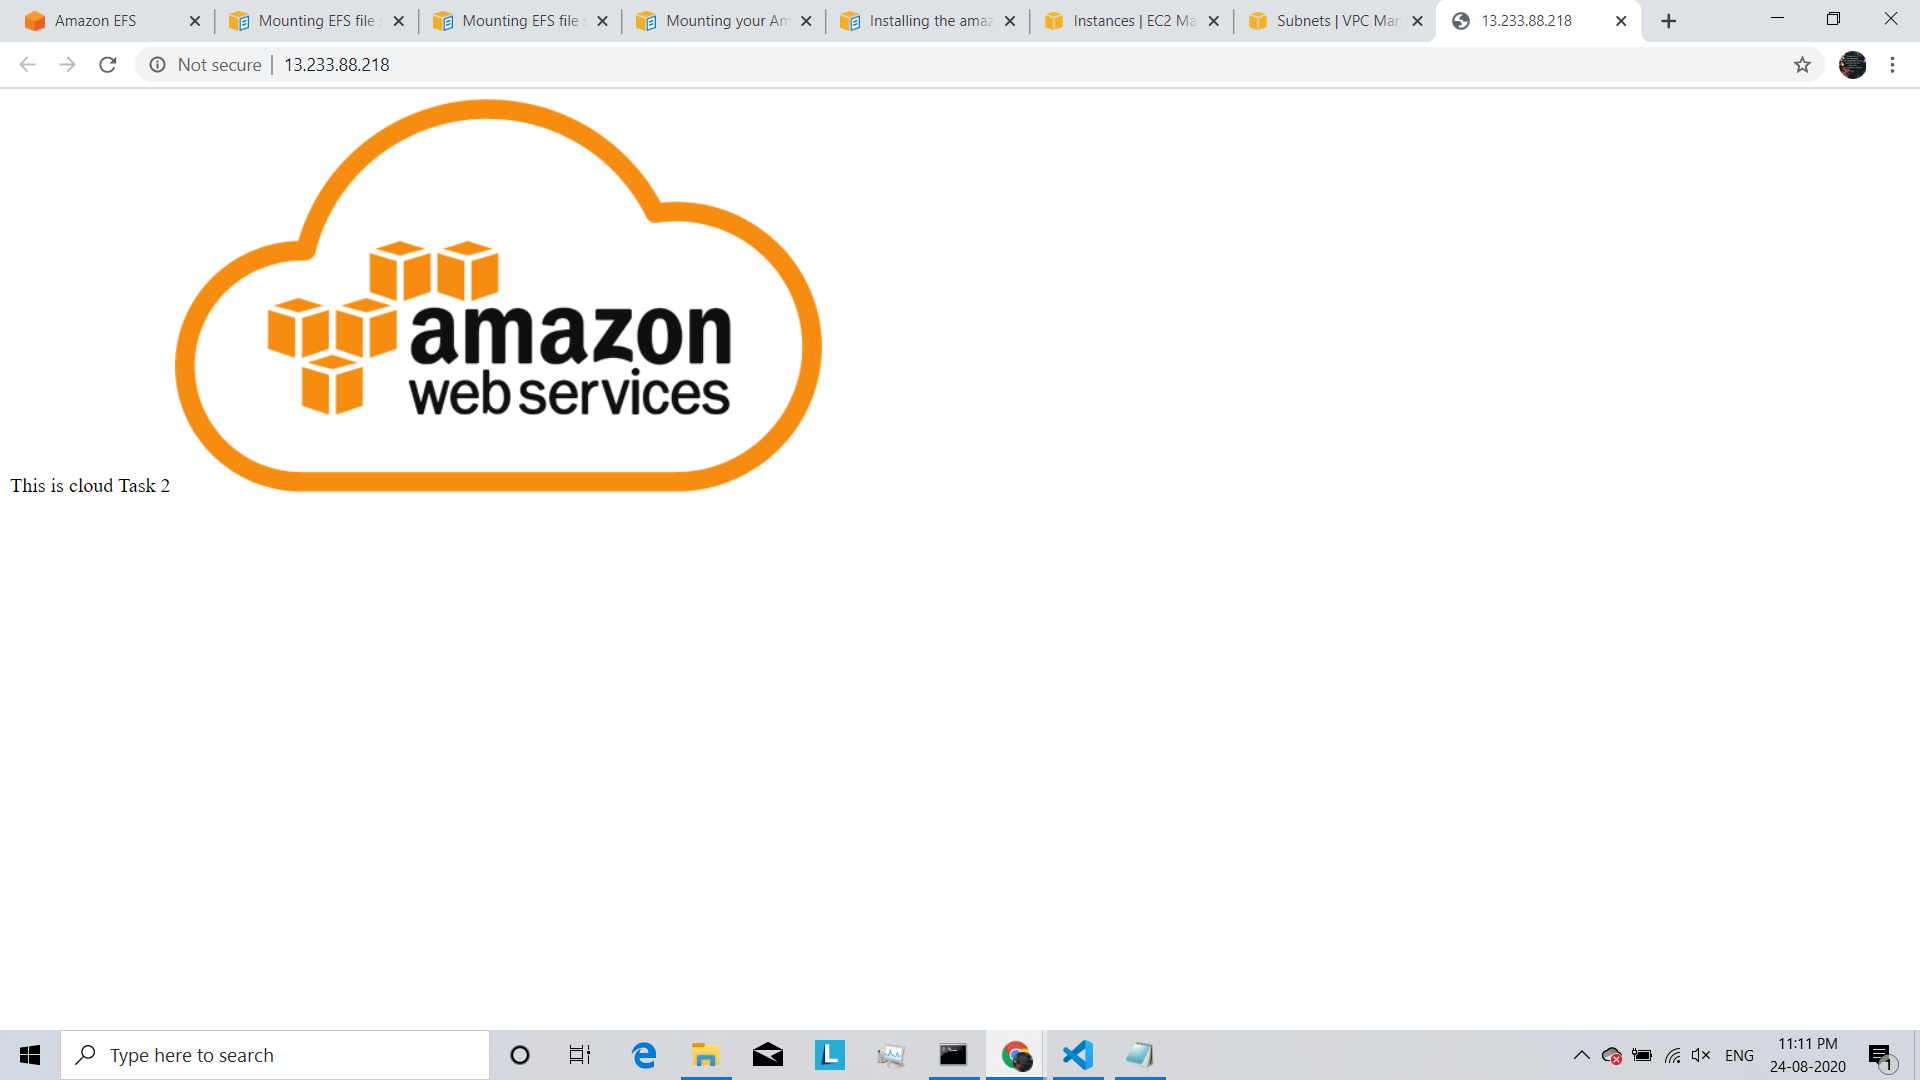 Amazon EFS
Mounting EFS file
Mounting EFS file
Mounting your Am
Installing the amaz
Instances | EC2 Ma
Subnets | VPC Man
13.233.88.218
Not secure | 13.233.88.218
amazon
web services
This is cloud Task 2
Type here to search
L
ENG
11:11 PM
24-08-2020
1